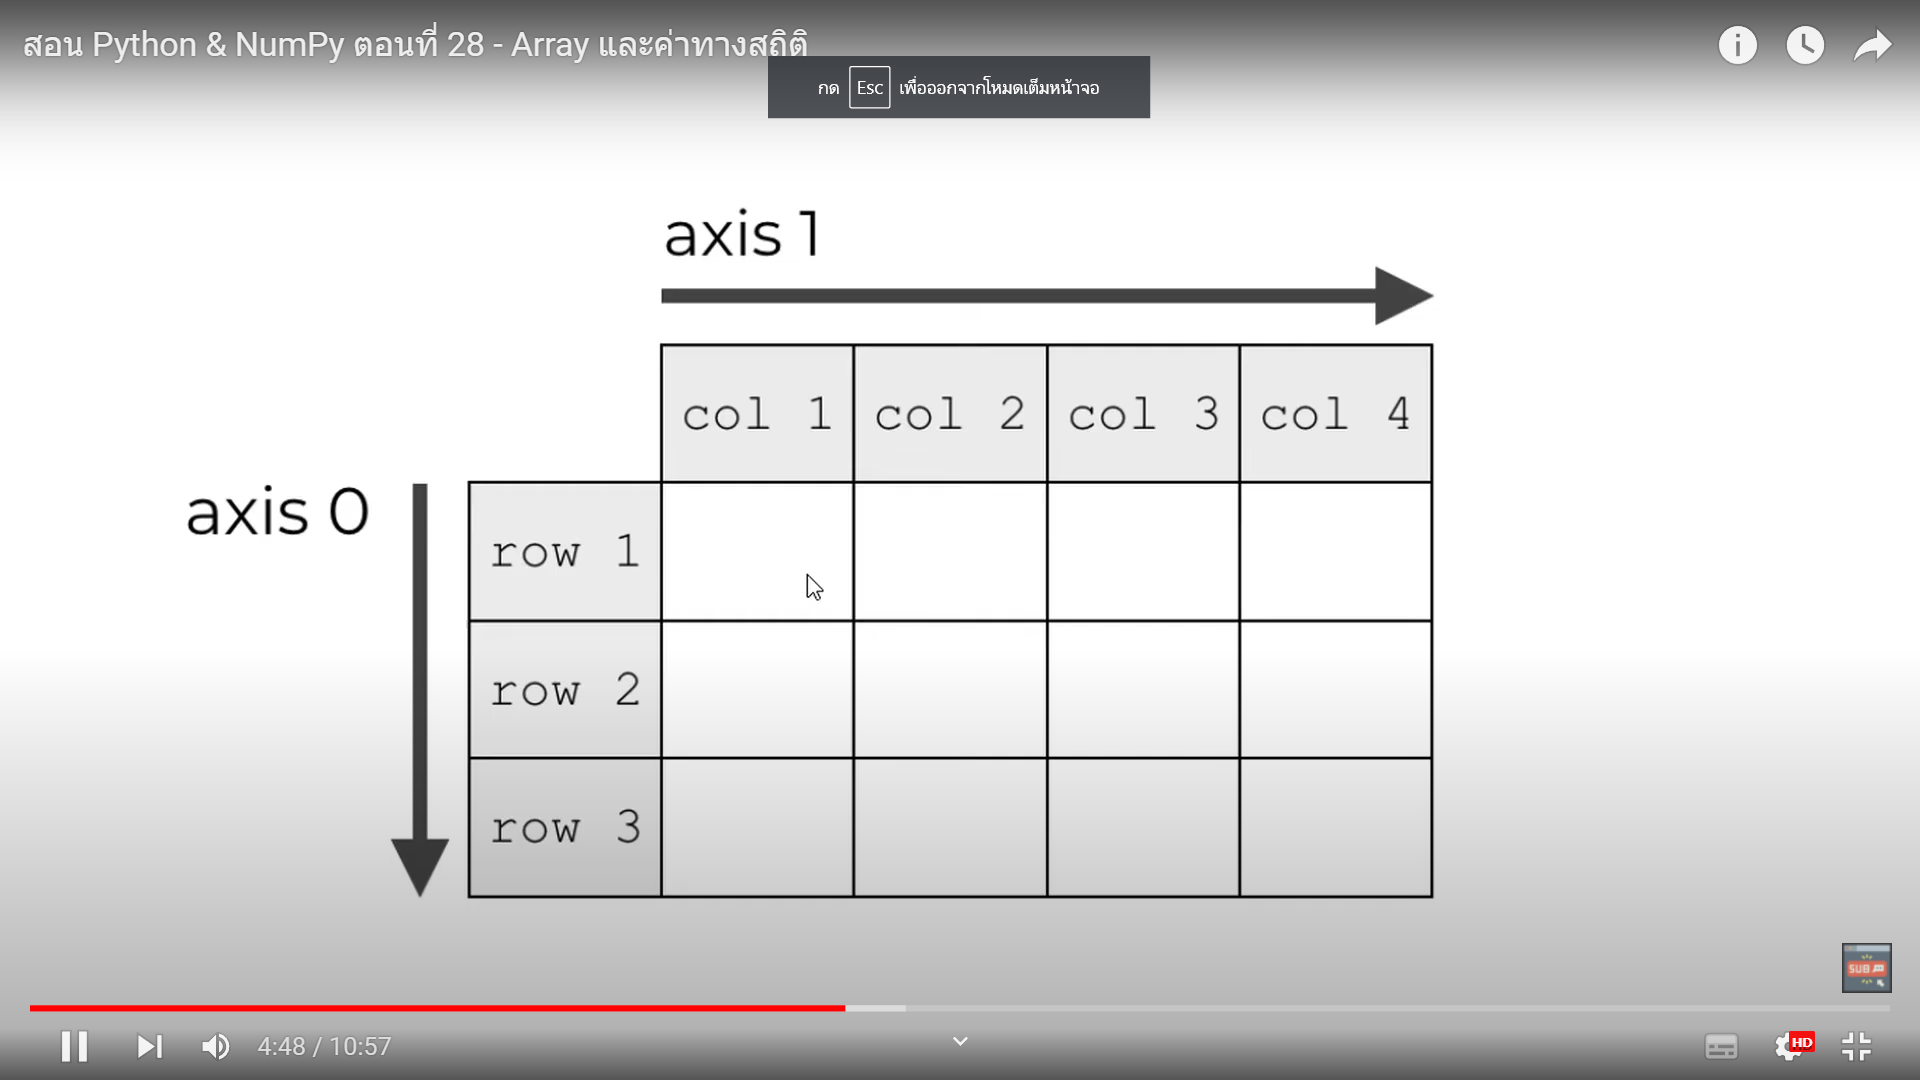 สอน Python & NumPy ตอนที่ 28 - Array และค่าทางสถิติ
กด Esc เพื่อออกจากโหมดเต็มหน้าจอ
axis 1
col 1 col 2 col 3 col 4
axis 0
row 1
row 2
row 3
SUB
4:48 / 10:57
HD